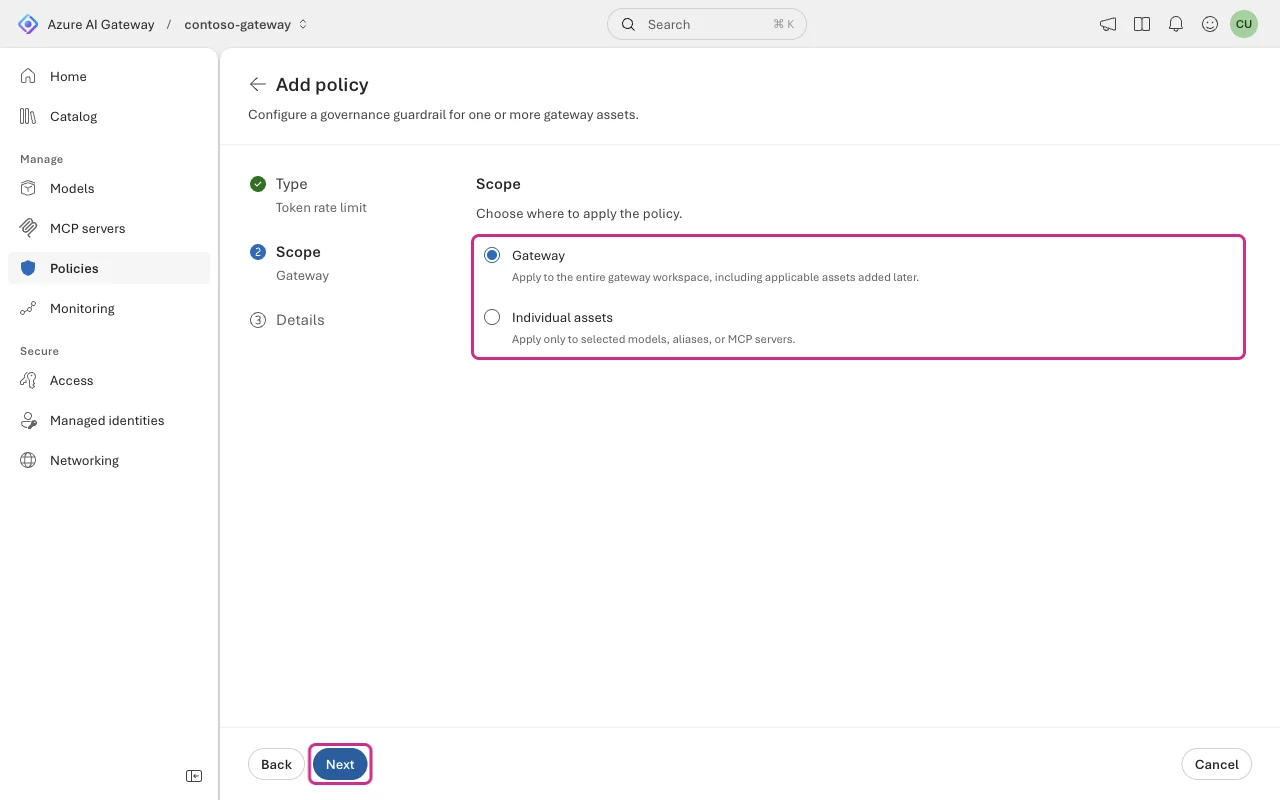 Azure AI Gateway / contoso-gateway
Search ⌘ K
CU
Home
Catalog
Manage
Models
MCP servers
Policies
Monitoring
Secure
Access
Managed identities
Networking
Add policy
Configure a governance guardrail for one or more gateway assets.
Type
Token rate limit
2 Scope
Gateway
3 Details
Scope
Choose where to apply the policy.
Gateway
Apply to the entire gateway workspace, including applicable assets added later.
Individual assets
Apply only to selected models, aliases, or MCP servers.
Back
Next
Cancel